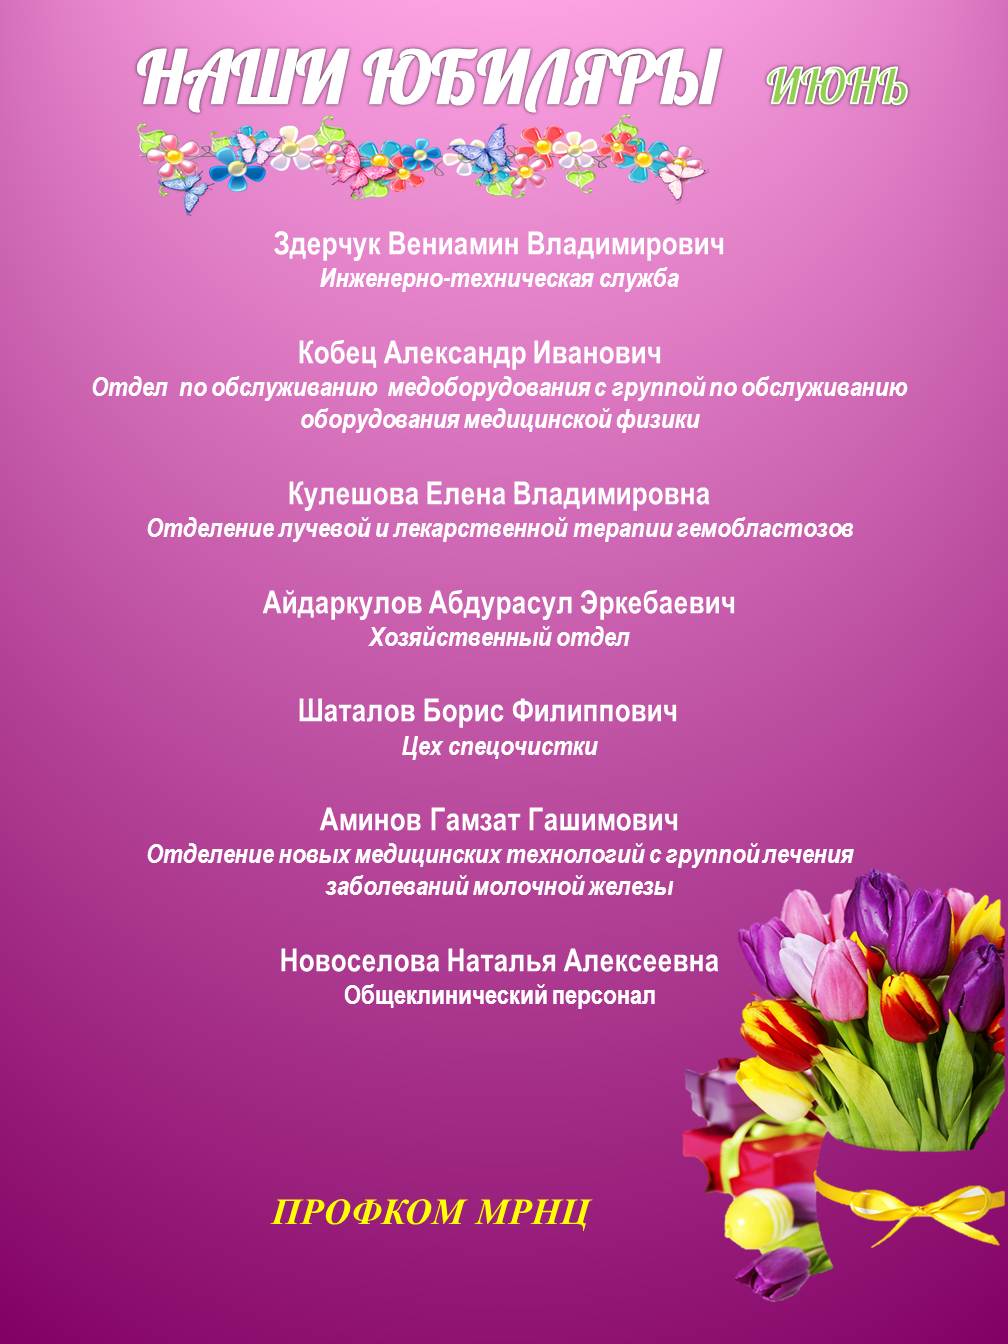 НАШИ ЮБИЛЯРЫ ИЮНЬ
Здерчук Вениамин Владимирович
Инженерно-техническая служба
Кобец Александр Иванович
Отдел по обслуживанию медоборудования с группой по обслуживанию
оборудования медицинской физики
Кулешова Елена Владимировна
Отделение лучевой и лекарственной терапии гемобластозов
Айдаркулов Абдурасул Эркебаевич
Хозяйственный отдел
Шаталов Борис Филиппович
Цех спецочистки
Аминов Гамзат Гашимович
Отделение новых медицинских технологий с группой лечения
заболеваний молочной железы
Новоселова Наталья Алексеевна
Общеклинический персонал
ПРОФКОМ МРНЦ